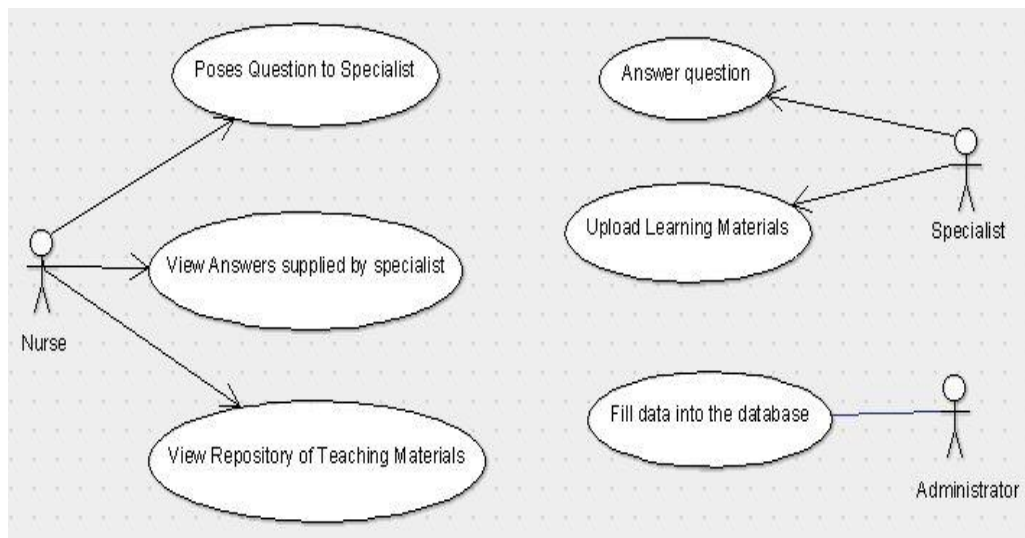 Poses Question to Specialist
Answer question
Upload Learning Materials
Specialist
View Answers supplied by specialist
Nurse
Fill data into the database
View Repository of Teaching Materials
Administrator